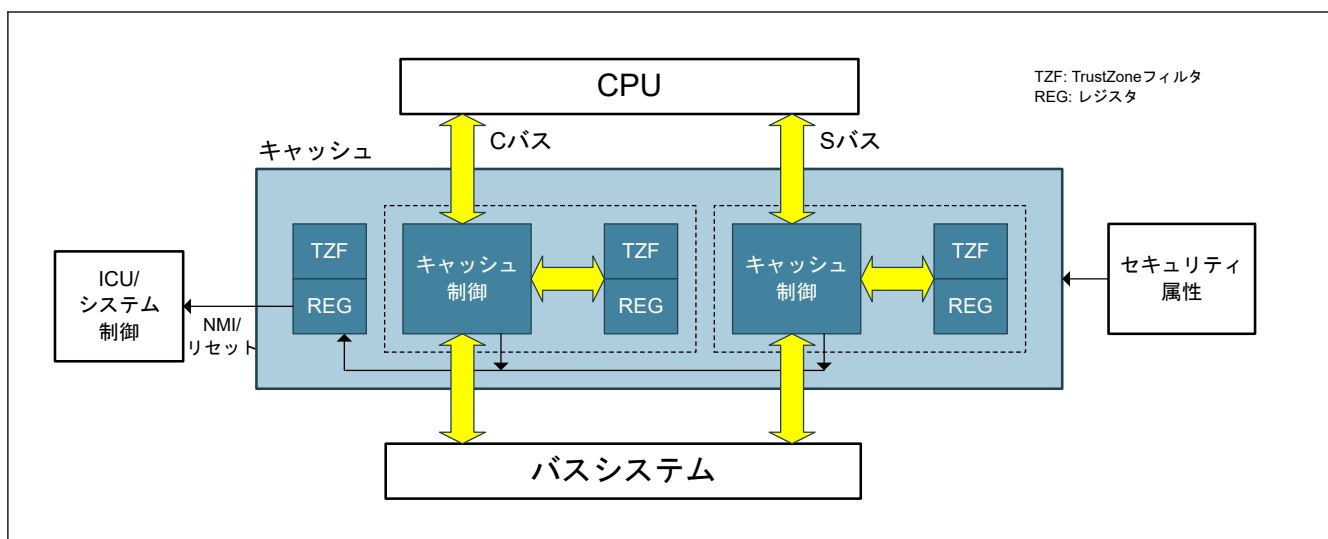 CPU
TZF: TrustZoneフィルタ
REG: レジスタ
Cバス
Sバス
キャッシュ
TZF
REG
キャッシュ
制御
TZF
REG
キャッシュ
制御
TZF
REG
ICU/
システム
制御
NMI/
リセット
セキュリティ
属性
バスシステム